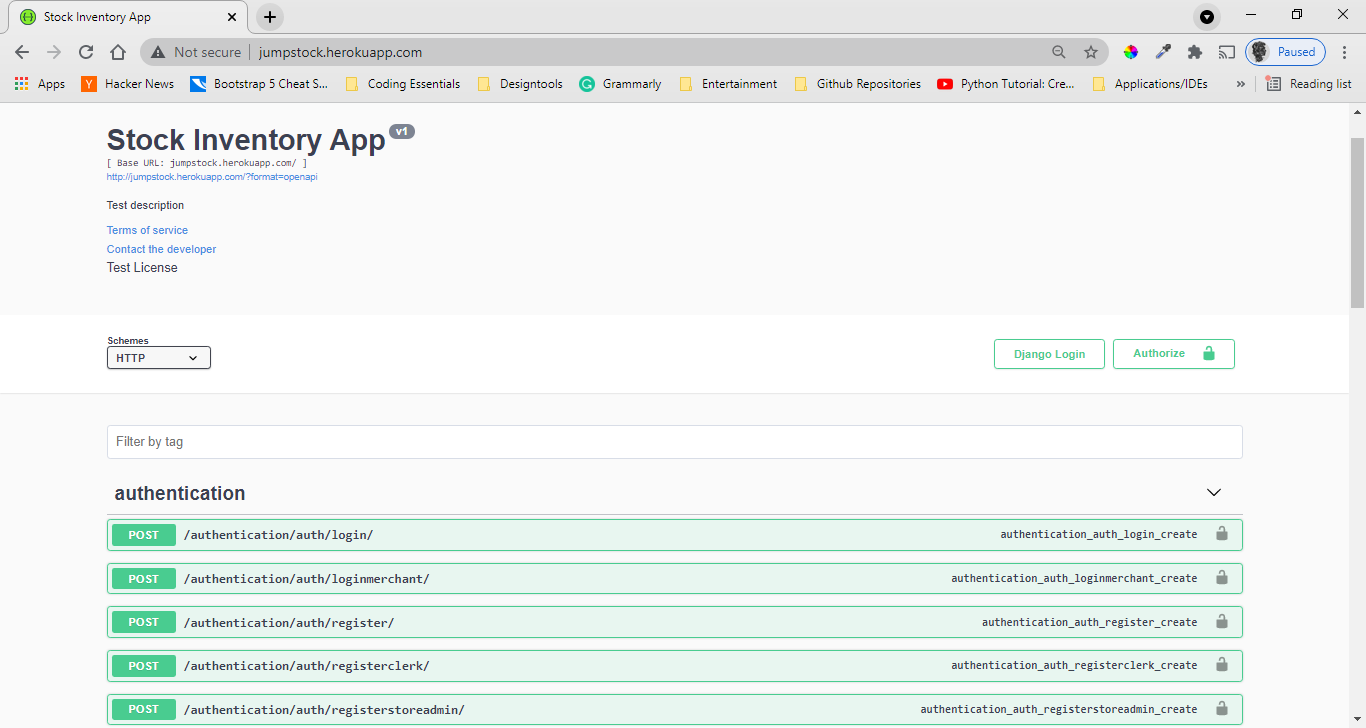 Stock Inventory App
Not secure jumpstock.herokuapp.com Paused
Apps Hacker News Bootstrap 5 Cheat S... Coding Essentials Designtools Grammarly Entertainment Github Repositories Python Tutorial: Cre... Applications/IDEs » Reading list
Stock Inventory App v1
[ Base URL: jumpstock.herokuapp.com/ ]
http://jumpstock.herokuapp.com/?format=openapi
Test description
Terms of service
Contact the developer
Test License
Schemes
HTTP
Django Login Authorize
Filter by tag
authentication
POST /authentication/auth/login/ authentication_auth_login_create
POST /authentication/auth/loginmerchant/ authentication_auth_loginmerchant_create
POST /authentication/auth/register/ authentication_auth_register_create
POST /authentication/auth/registerclerk/ authentication_auth_registerclerk_create
POST /authentication/auth/registerstoreadmin/ authentication_auth_registerstoreadmin_create